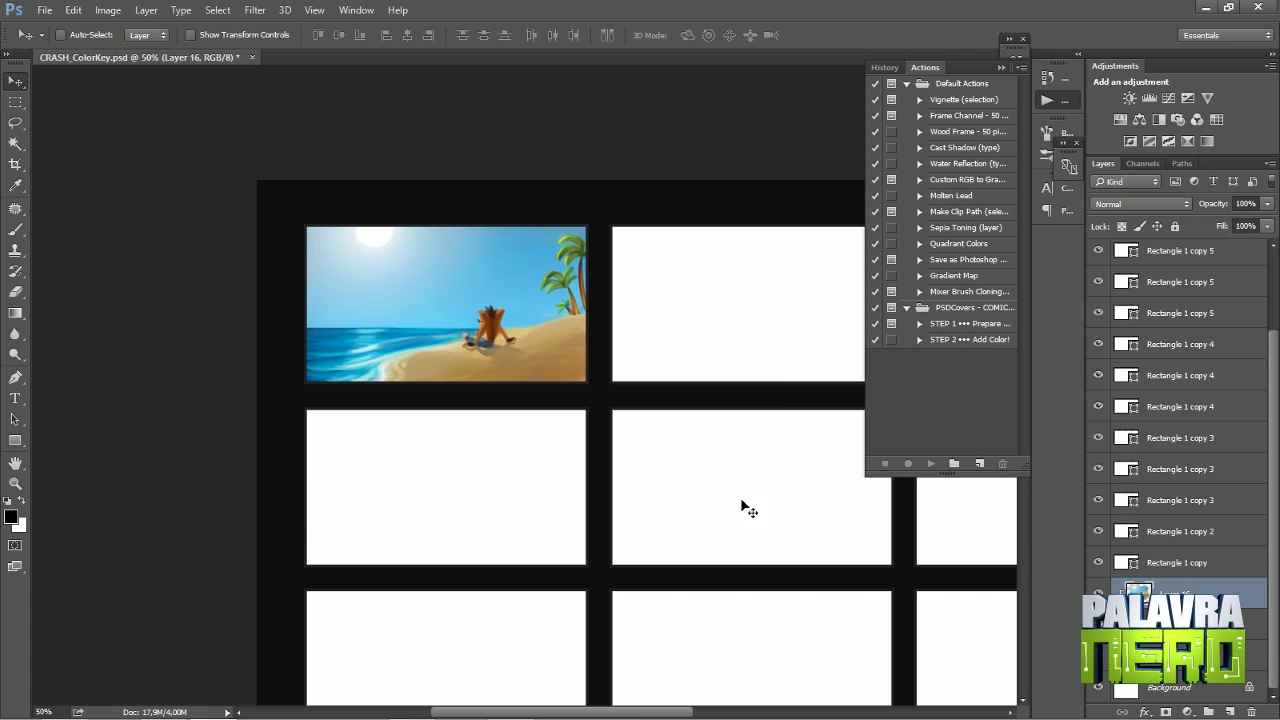 Ps File Edit Image Layer Type Select Filter 3D View Window Help
Auto-Select: Layer Show Transform Controls 3D Mode: Essentials
CRASH_ColorKey.psd @ 50% (Layer 16, RGB/8) *
History Actions
Default Actions
Vignette (selection)
Frame Channel - 50 ...
Wood Frame - 50 pi...
Cast Shadow (type)
Water Reflection (ty...
Custom RGB to Gra...
Molten Lead
Make Clip Path (sele...
Sepia Toning (layer)
Quadrant Colors
Save as Photoshop ...
Gradient Map
Mixer Brush Cloning...
PSDCovers - COMIC...
STEP 1 ••• Prepare ...
STEP 2 ••• Add Color!
B...
C...
P...
Adjustments
Add an adjustment
Layers Channels Paths
Kind
Normal Opacity: 100%
Lock: Fill: 100%
Rectangle 1 copy 5
Rectangle 1 copy 5
Rectangle 1 copy 5
Rectangle 1 copy 4
Rectangle 1 copy 4
Rectangle 1 copy 4
Rectangle 1 copy 3
Rectangle 1 copy 3
Rectangle 1 copy 3
Rectangle 1 copy 2
Rectangle 1 copy
PALAVRA
NERD
Background
50% Doc: 17,9M/4,00M